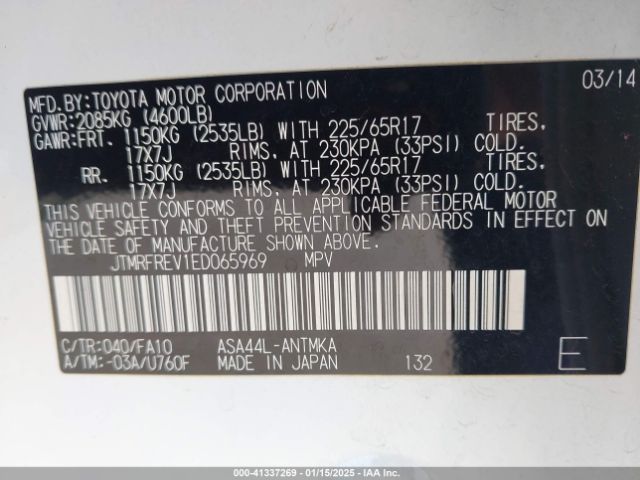 MFD.BY:TOYOTA MOTOR CORPORATION 03/14
GVWR:2085KG (4600LB)
GAWR:FRT. 1150KG (2535LB) WITH 225/65R17 TIRES,
17X7J RIMS, AT 230KPA (33PSI) COLD.
RR. 1150KG (2535LB) WITH 225/65R17 TIRES,
17X7J RIMS, AT 230KPA (33PSI) COLD.
THIS VEHICLE CONFORMS TO ALL APPLICABLE FEDERAL MOTOR
VEHICLE SAFETY AND THEFT PREVENTION STANDARDS IN EFFECT ON
THE DATE OF MANUFACTURE SHOWN ABOVE.
JTMRFREV1ED065969 MPV
C/TR:040/FA10 ASA44L-ANTMKA
A/TM:-03A/U760F MADE IN JAPAN 132 E
000-41337269 - 01/15/2025 - IAA Inc.